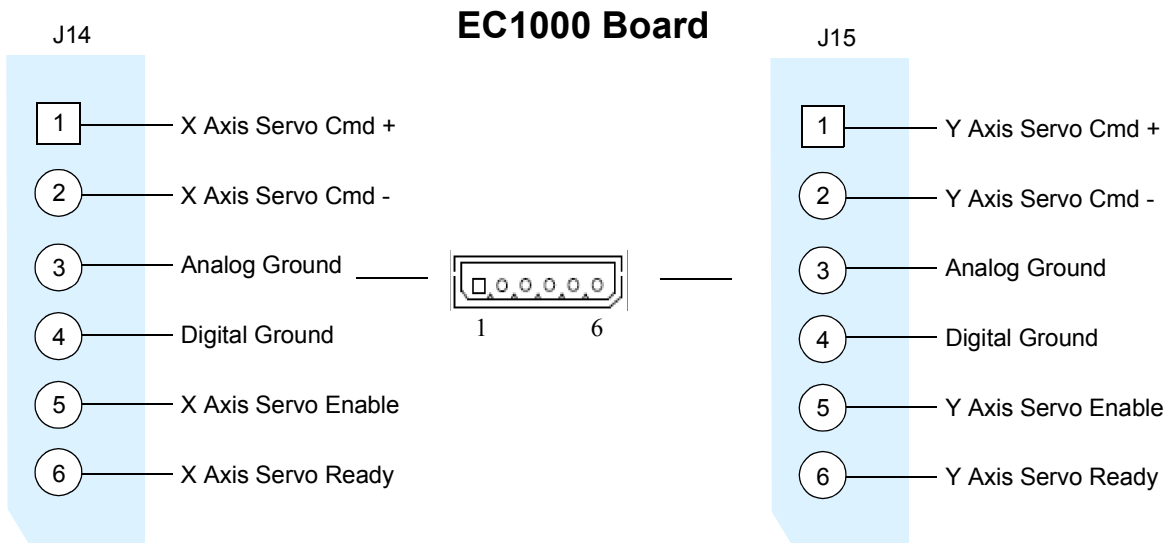 EC1000 Board
J14
1 X Axis Servo Cmd +
2 X Axis Servo Cmd -
3 Analog Ground
4 Digital Ground
5 X Axis Servo Enable
6 X Axis Servo Ready
1 6
J15
1 Y Axis Servo Cmd +
2 Y Axis Servo Cmd -
3 Analog Ground
4 Digital Ground
5 Y Axis Servo Enable
6 Y Axis Servo Ready